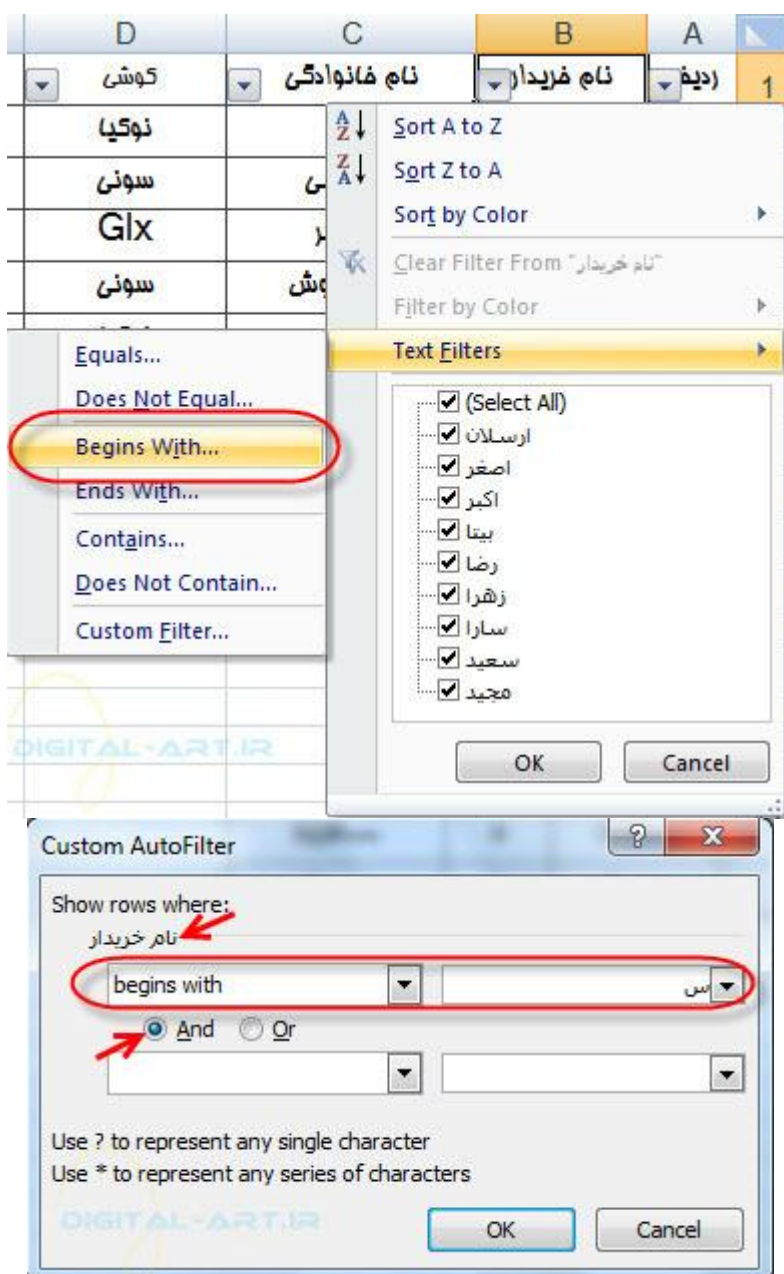 D C B A
1 ردیف نام خریدار نام خانوادگی گوشی
نوکیا
سونی
Glx
سونی
Sort A to Z
Sort Z to A
Sort by Color
Clear Filter From "نام خریدار"
Filter by Color
Text Filters
(Select All)
ارسلان
اصغر
اکبر
بیتا
رضا
زهرا
سارا
سعید
مجید
OK Cancel
Equals...
Does Not Equal...
Begins With...
Ends With...
Contains...
Does Not Contain...
Custom Filter...
DIGITAL-ART.IR
Custom AutoFilter
Show rows where:
نام خریدار
begins with س
And Or
Use ? to represent any single character
Use * to represent any series of characters
DIGITAL-ART.IR
OK Cancel